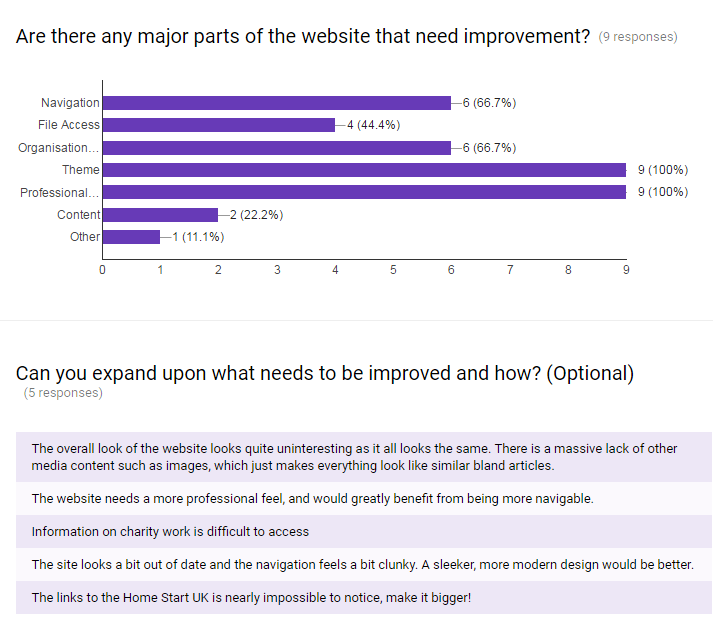 Are there any major parts of the website that need improvement? (9 responses)
Navigation 6 (66.7%)
File Access 4 (44.4%)
Organisation... 6 (66.7%)
Theme 9 (100%)
Professional... 9 (100%)
Content 2 (22.2%)
Other 1 (11.1%)
0 1 2 3 4 5 6 7 8 9
Can you expand upon what needs to be improved and how? (Optional)
(5 responses)
The overall look of the website looks quite uninteresting as it all looks the same. There is a massive lack of other
media content such as images, which just makes everything look like similar bland articles.
The website needs a more professional feel, and would greatly benefit from being more navigable.
Information on charity work is difficult to access
The site looks a bit out of date and the navigation feels a bit clunky. A sleeker, more modern design would be better.
The links to the Home Start UK is nearly impossible to notice, make it bigger!